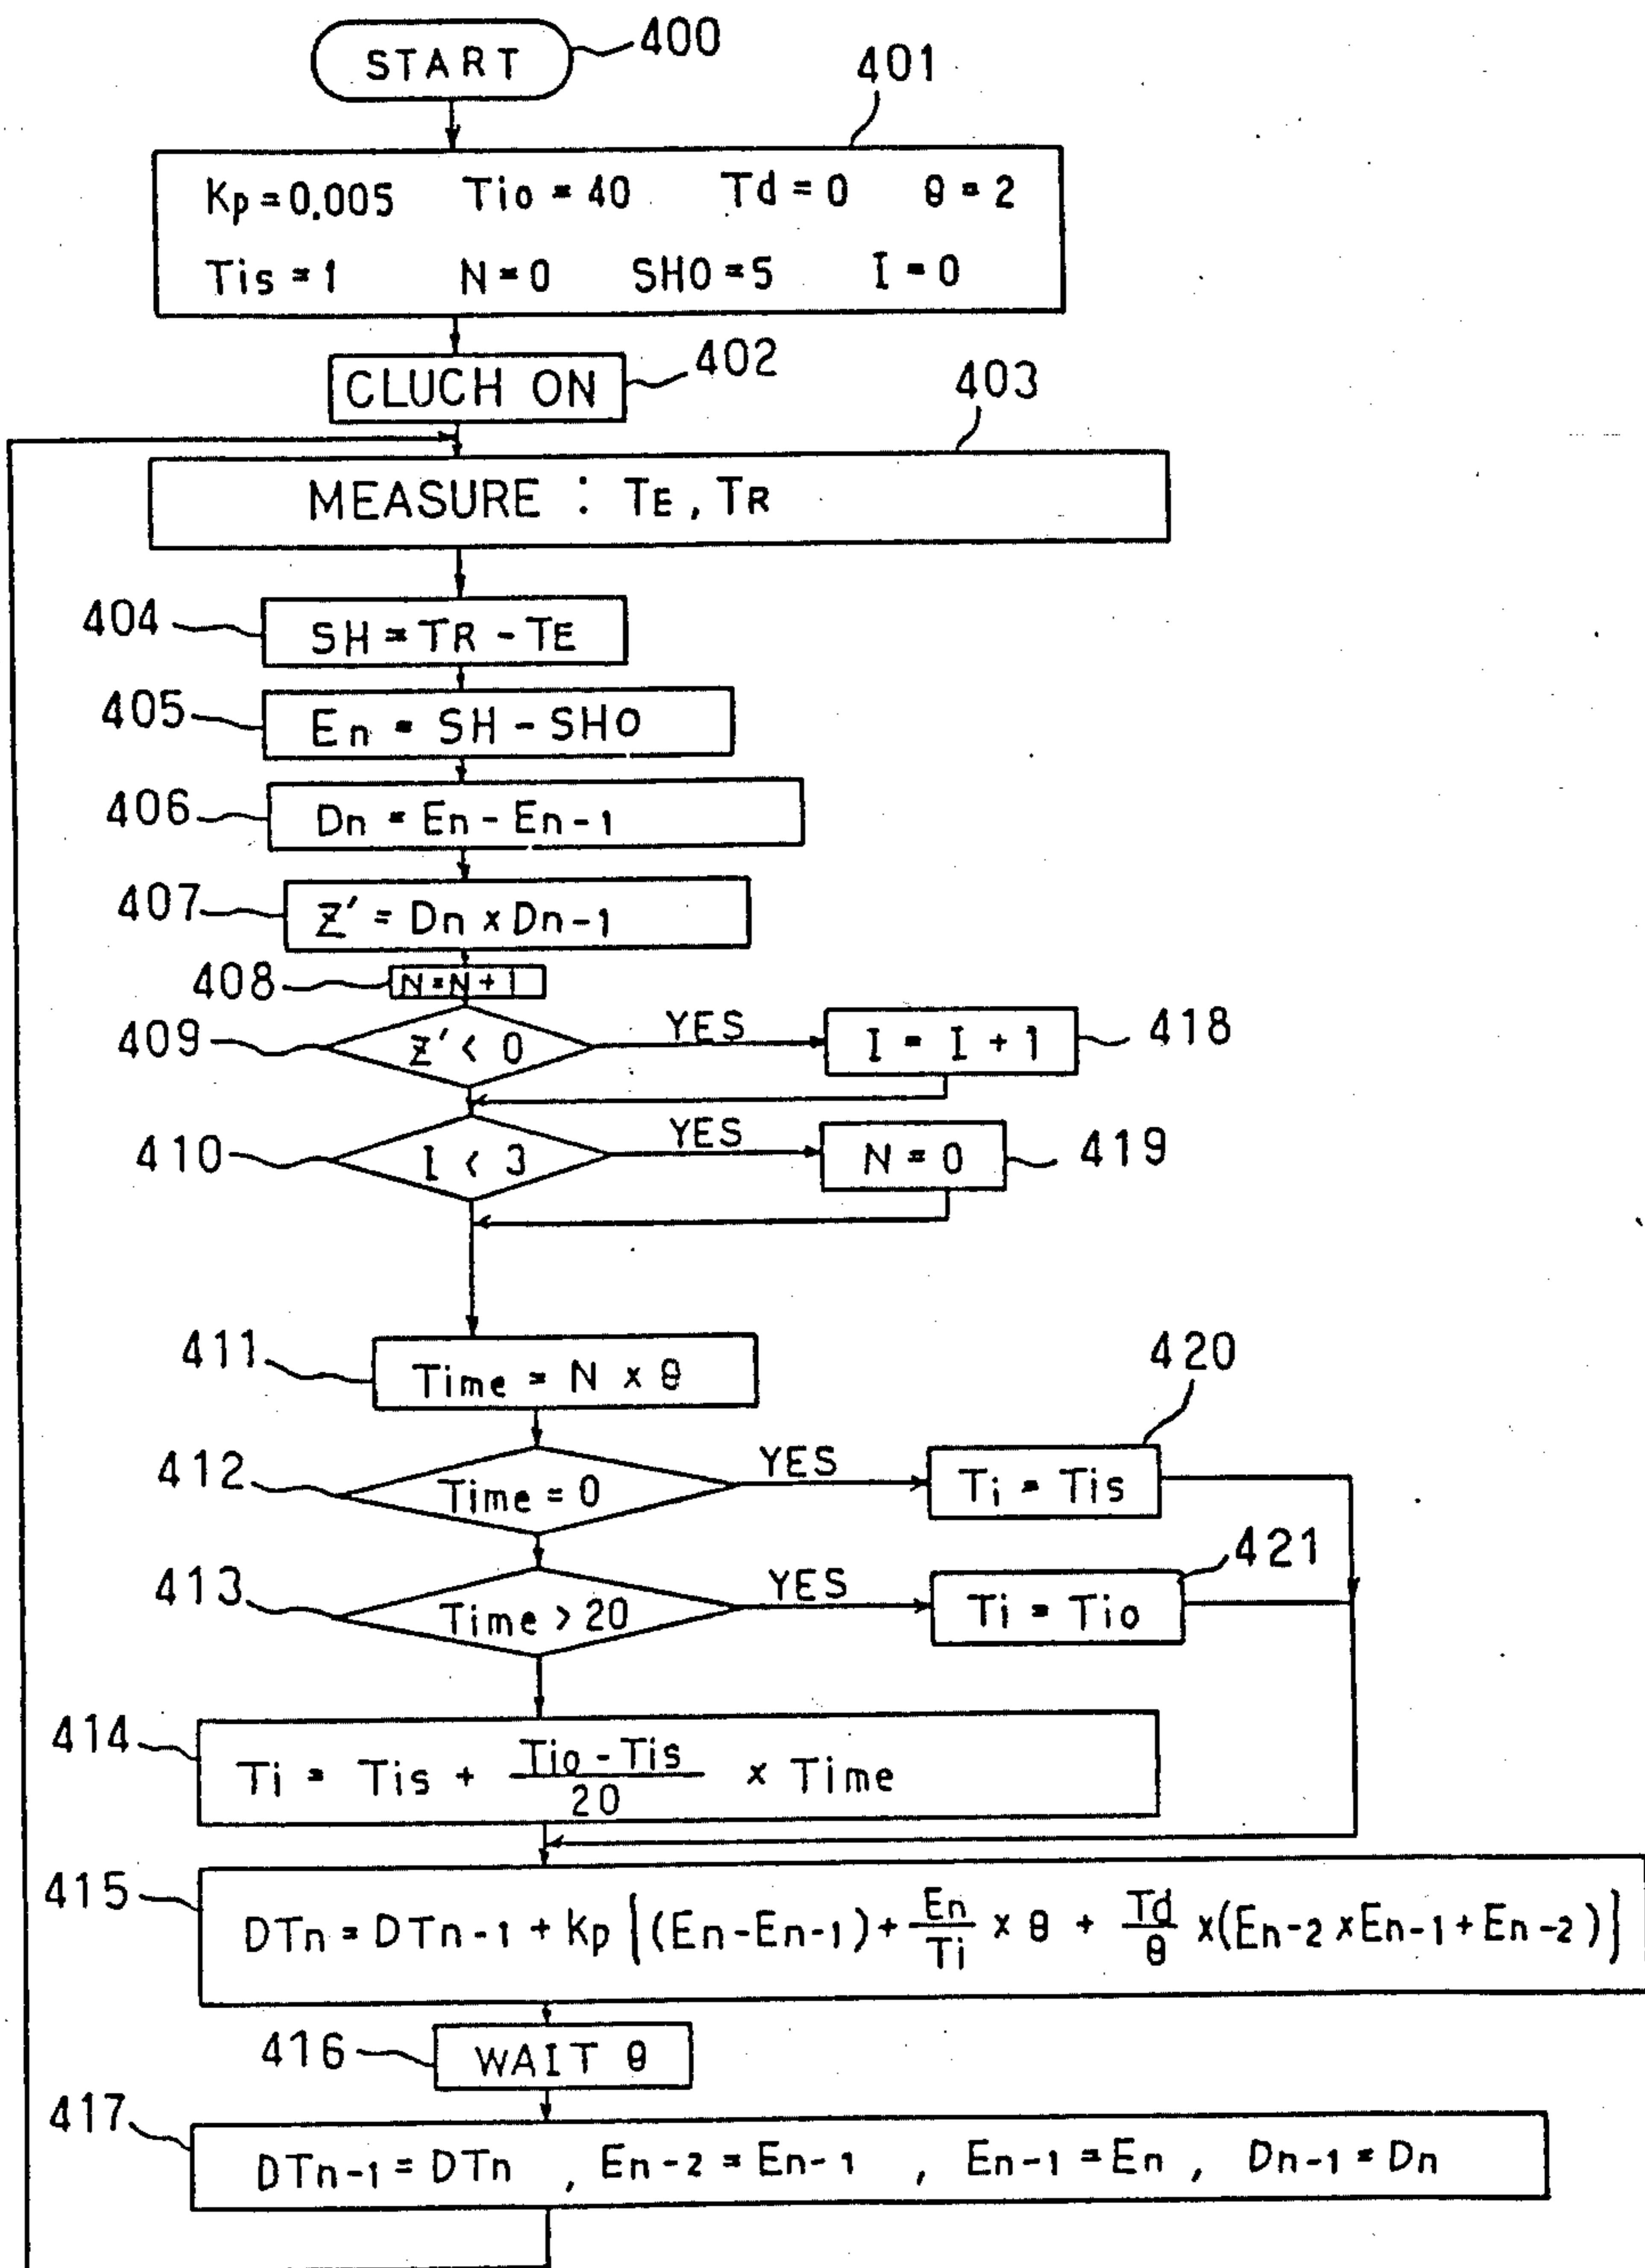 START 400
401
Kp = 0.005 Tio = 40 Td = 0 θ = 2
Tis = 1 N = 0 SHO = 5 I = 0
CLUCH ON 402
403
MEASURE : TE, TR
404 SH = TR - TE
405 En = SH - SHO
406 Dn = En - En-1
407 Z' = Dn x Dn-1
408 N = N + 1
409 Z' < 0 YES I = I + 1 418
410 I < 3 YES N = 0 419
411 Time = N x θ
420
412 Time = 0 YES Ti = Tis
421
413 Time > 20 YES Ti = Tio
414 Ti = Tis + Tio - Tis / 20 x Time
415 DTn = DTn-1 + Kp {(En - En-1) + En / Ti x θ + Td / θ x (En-2 x En-1 + En-2)}
416 WAIT θ
417 DTn-1 = DTn , En-2 = En-1 , En-1 = En , Dn-1 = Dn